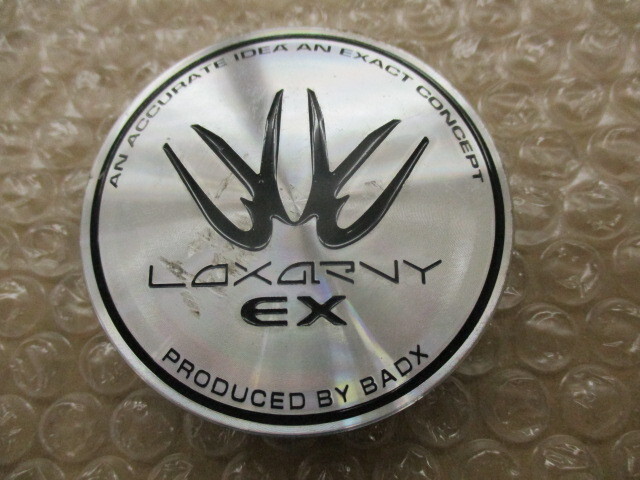 AN ACCURATE IDEA AN EXACT CONCEPT
LOXARNY
EX
PRODUCED BY BADX